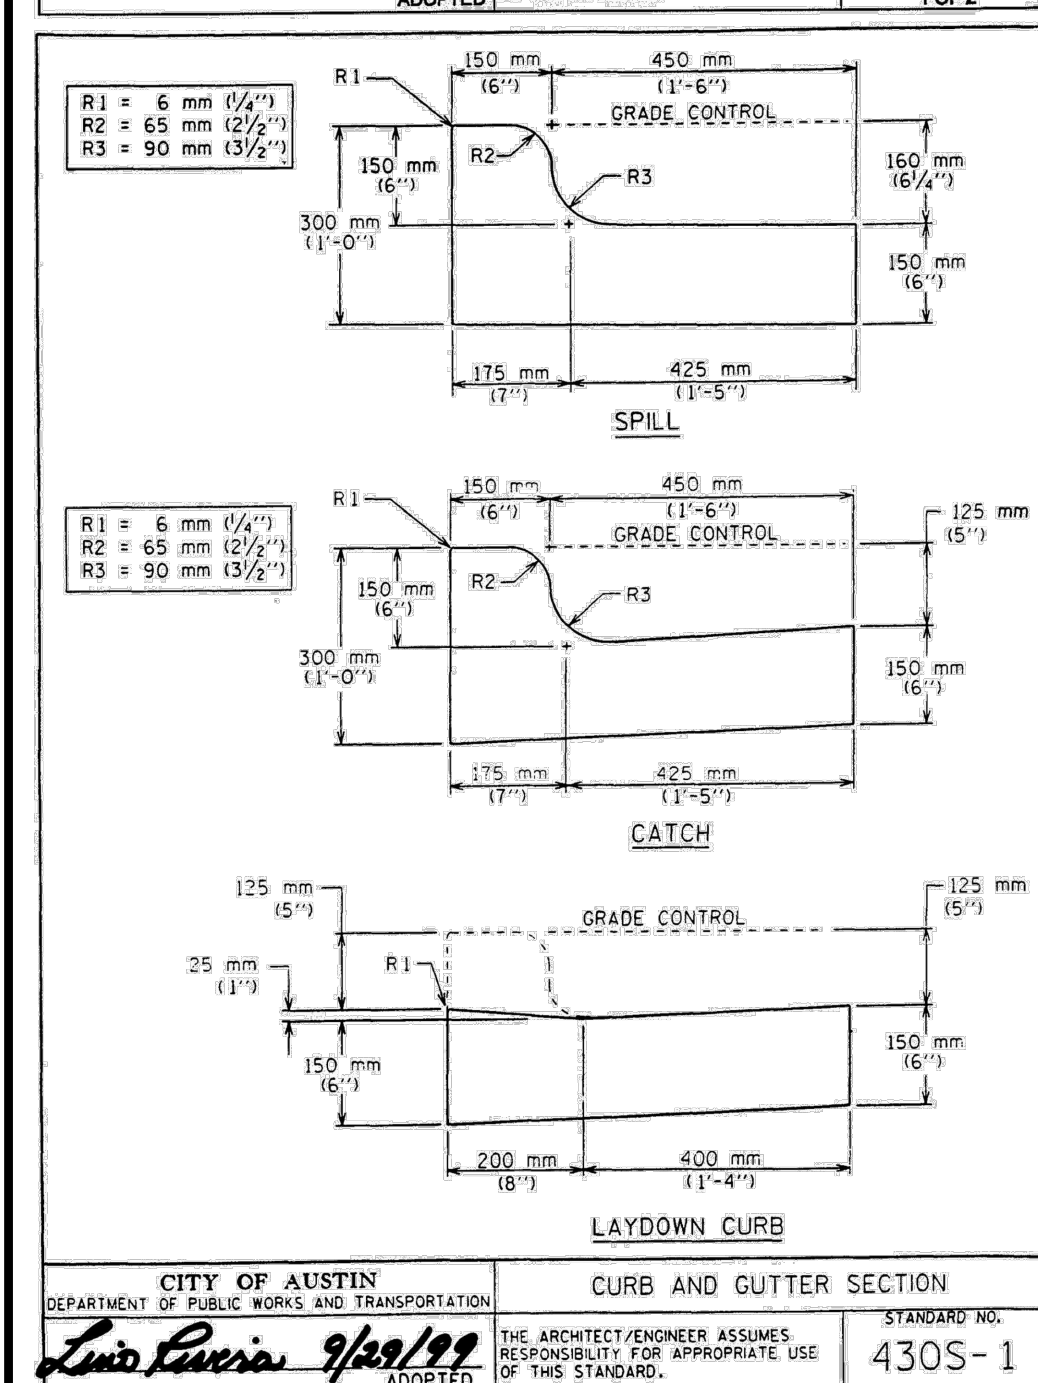 ADOPTED
1 OF 2
R1 = 6 mm (1/4'')
R2 = 65 mm (2 1/2'')
R3 = 90 mm (3 1/2'')
R1
150 mm
(6'')
450 mm
(1'-6'')
GRADE CONTROL
R2
R3
150 mm
(6'')
300 mm
(1'-0'')
160 mm
(6 1/4'')
150 mm
(6'')
175 mm
(7'')
425 mm
(1'-5'')
SPILL
R1 = 6 mm (1/4'')
R2 = 65 mm (2 1/2'')
R3 = 90 mm (3 1/2'')
R1
150 mm
(6'')
450 mm
(1'-6'')
GRADE CONTROL
125 mm
(5'')
R2
R3
150 mm
(6'')
300 mm
(1'-0'')
150 mm
(6'')
175 mm
(7'')
425 mm
(1'-5'')
CATCH
125 mm
(5'')
GRADE CONTROL
125 mm
(5'')
25 mm
(1'')
R1
150 mm
(6'')
150 mm
(6'')
200 mm
(8'')
400 mm
(1'-4'')
LAYDOWN CURB
CITY OF AUSTIN
DEPARTMENT OF PUBLIC WORKS AND TRANSPORTATION
CURB AND GUTTER SECTION
Lino Rivera 9/29/99
ADOPTED
THE ARCHITECT/ENGINEER ASSUMES
RESPONSIBILITY FOR APPROPRIATE USE
OF THIS STANDARD.
STANDARD NO.
430S-1